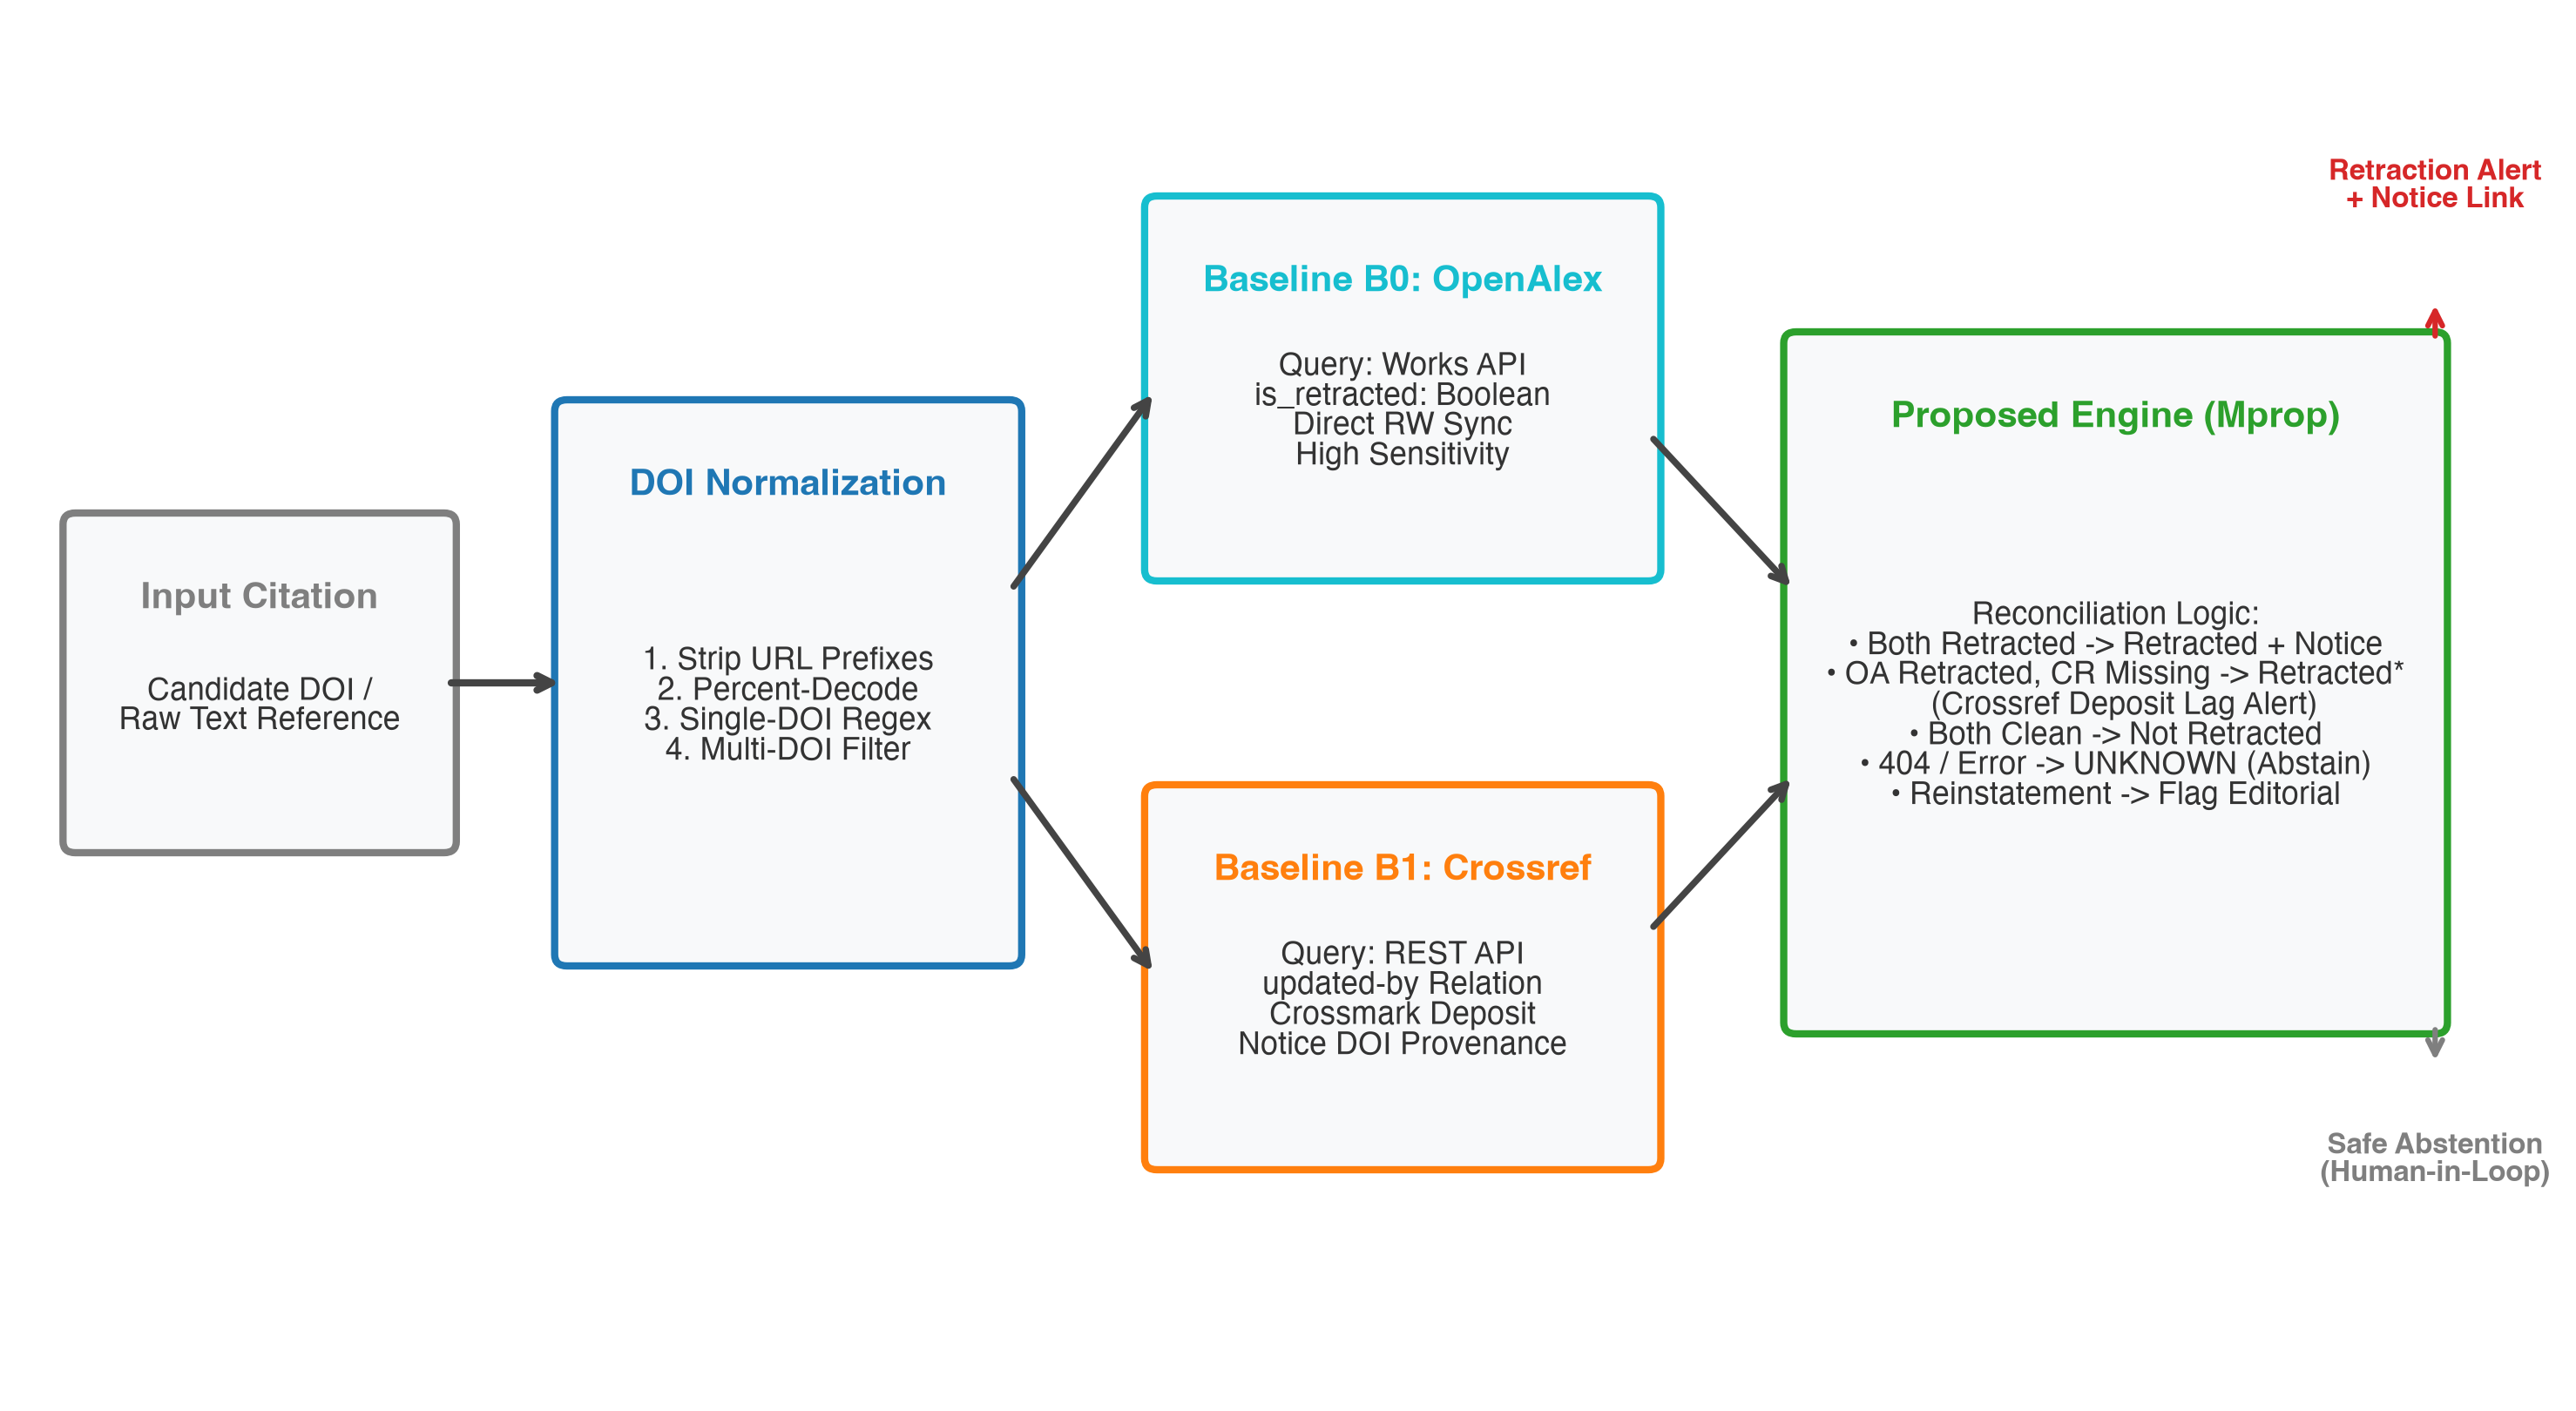 Input Citation
Candidate DOI /
Raw Text Reference
DOI Normalization
1. Strip URL Prefixes
2. Percent-Decode
3. Single-DOI Regex
4. Multi-DOI Filter
Baseline B0: OpenAlex
Query: Works API
is_retracted: Boolean
Direct RW Sync
High Sensitivity
Baseline B1: Crossref
Query: REST API
updated-by Relation
Crossmark Deposit
Notice DOI Provenance
Proposed Engine (Mprop)
Reconciliation Logic:
• Both Retracted -> Retracted + Notice
• OA Retracted, CR Missing -> Retracted*
(Crossref Deposit Lag Alert)
• Both Clean -> Not Retracted
• 404 / Error -> UNKNOWN (Abstain)
• Reinstatement -> Flag Editorial
Retraction Alert
+ Notice Link
Safe Abstention
(Human-in-Loop)